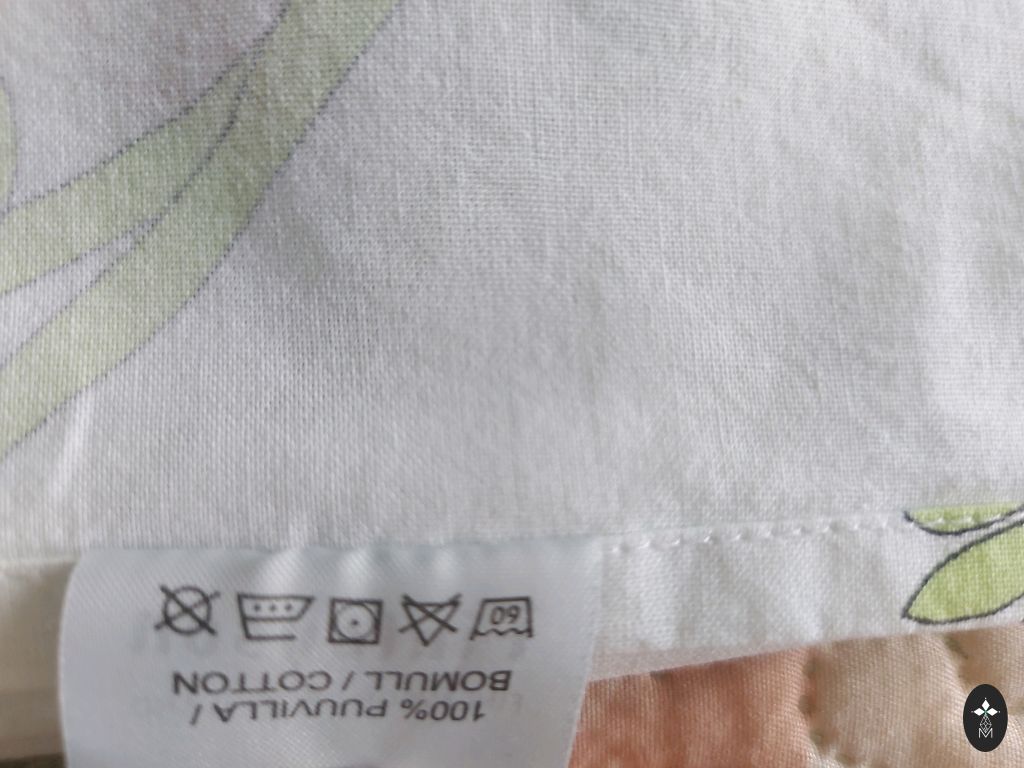 60
100% PUUVILLA /
BOMULL / COTTON